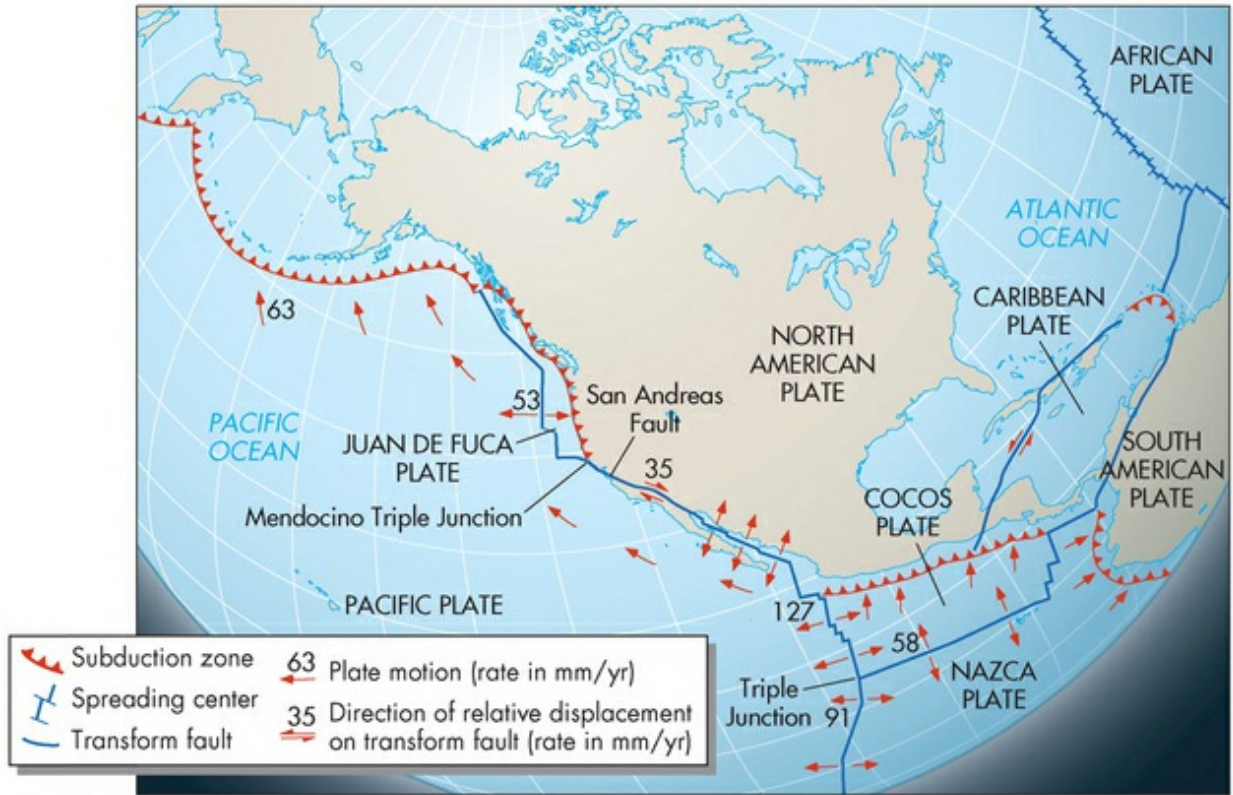 AFRICAN
PLATE
ATLANTIC
OCEAN
CARIBBEAN
PLATE
NORTH
AMERICAN
PLATE
63
53
San Andreas
Fault
PACIFIC
OCEAN
JUAN DE FUCA
PLATE
35
SOUTH
AMERICAN
PLATE
COCOS
PLATE
Mendocino Triple Junction
PACIFIC PLATE
127
58
NAZCA
PLATE
Triple
Junction
91
Subduction zone
Spreading center
Transform fault
63 Plate motion (rate in mm/yr)
35 Direction of relative displacement
on transform fault (rate in mm/yr)